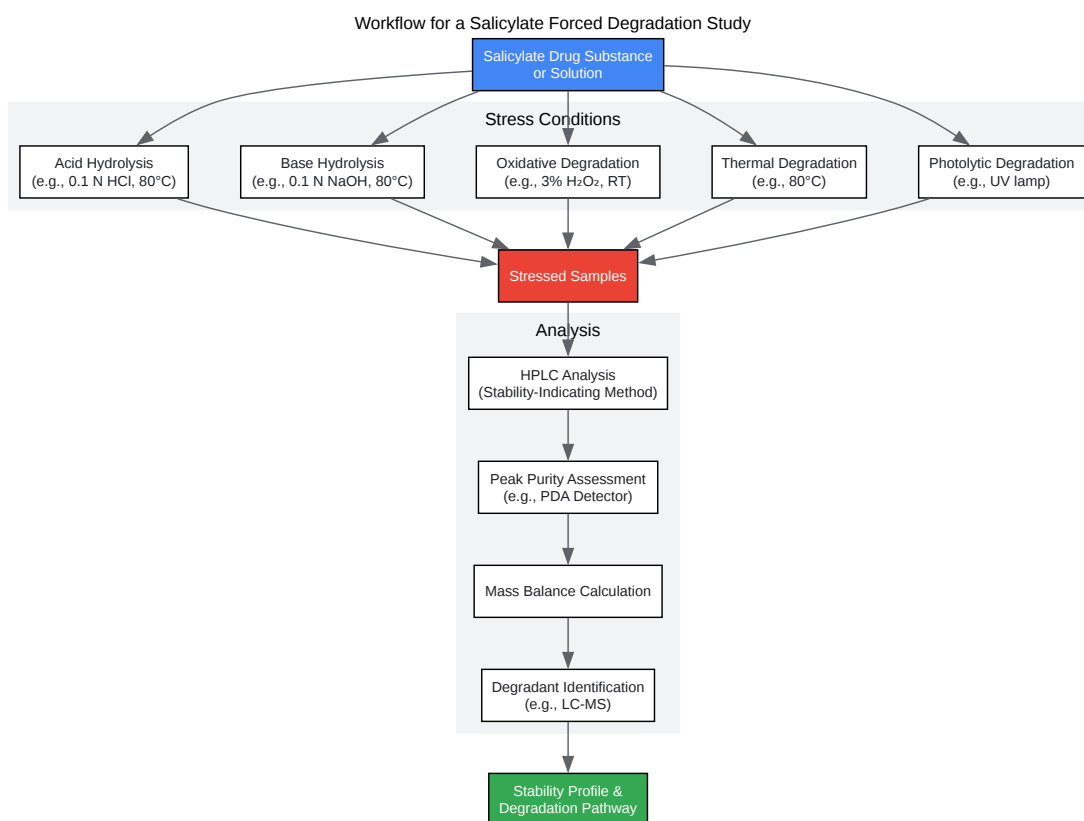 Workflow for a Salicylate Forced Degradation Study
Salicylate Drug Substance
or Solution
Stress Conditions
Acid Hydrolysis
(e.g., 0.1 N HCl, 80°C)
Base Hydrolysis
(e.g., 0.1 N NaOH, 80°C)
Oxidative Degradation
(e.g., 3% H₂O₂, RT)
Thermal Degradation
(e.g., 80°C)
Photolytic Degradation
(e.g., UV lamp)
Stressed Samples
Analysis
HPLC Analysis
(Stability-Indicating Method)
Peak Purity Assessment
(e.g., PDA Detector)
Mass Balance Calculation
Degradant Identification
(e.g., LC-MS)
Stability Profile &
Degradation Pathway